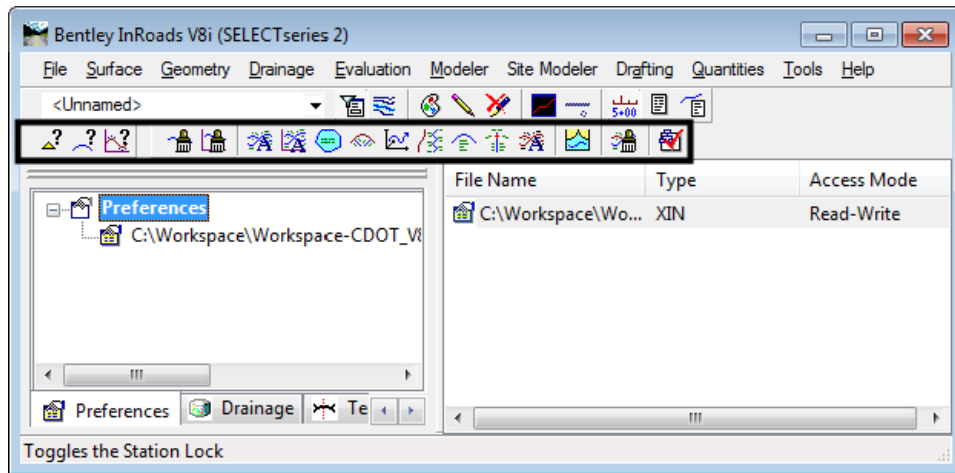 Bentley InRoads V8i (SELECTseries 2)
File Surface Geometry Drainage Evaluation Modeler Site Modeler Drafting Quantities Tools Help
<Unnamed>
5+00
File Name Type Access Mode
Preferences
C:\Workspace\Wo... XIN Read-Write
C:\Workspace\Workspace-CDOT_V8
Preferences Drainage Te
Toggles the Station Lock